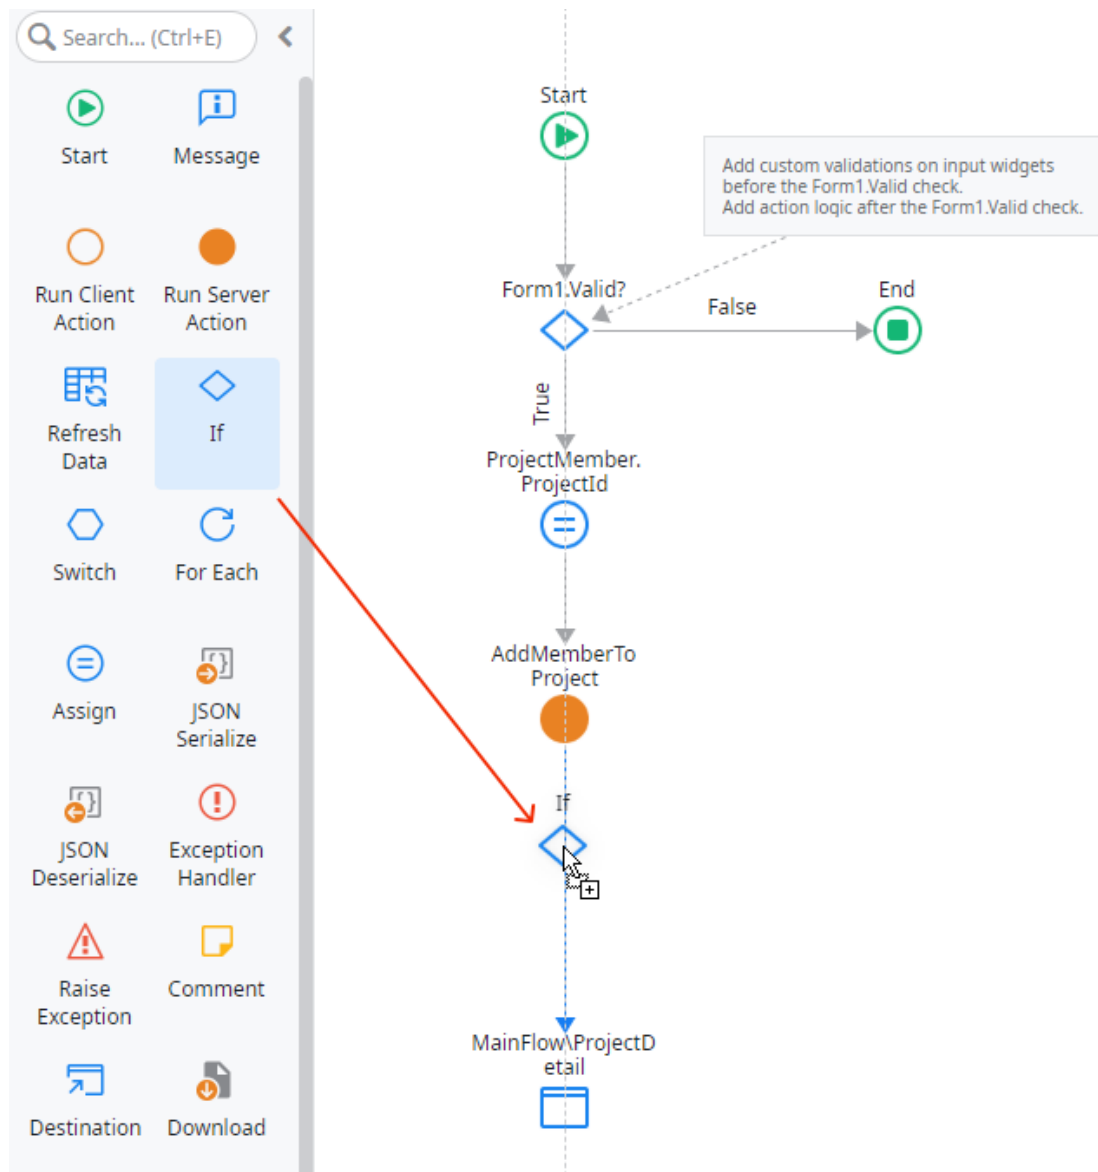 Search... (Ctrl+E)
Start
Message
Run Client
Action
Run Server
Action
Refresh
Data
If
Switch
For Each
Assign
JSON
Serialize
JSON
Deserialize
Exception
Handler
Raise
Exception
Comment
Destination
Download
Start
Add custom validations on input widgets
before the Form1.Valid check.
Add action logic after the Form1.Valid check.
Form1.Valid?
False
End
True
ProjectMember.
ProjectId
AddMemberTo
Project
If
MainFlow\ProjectD
etail